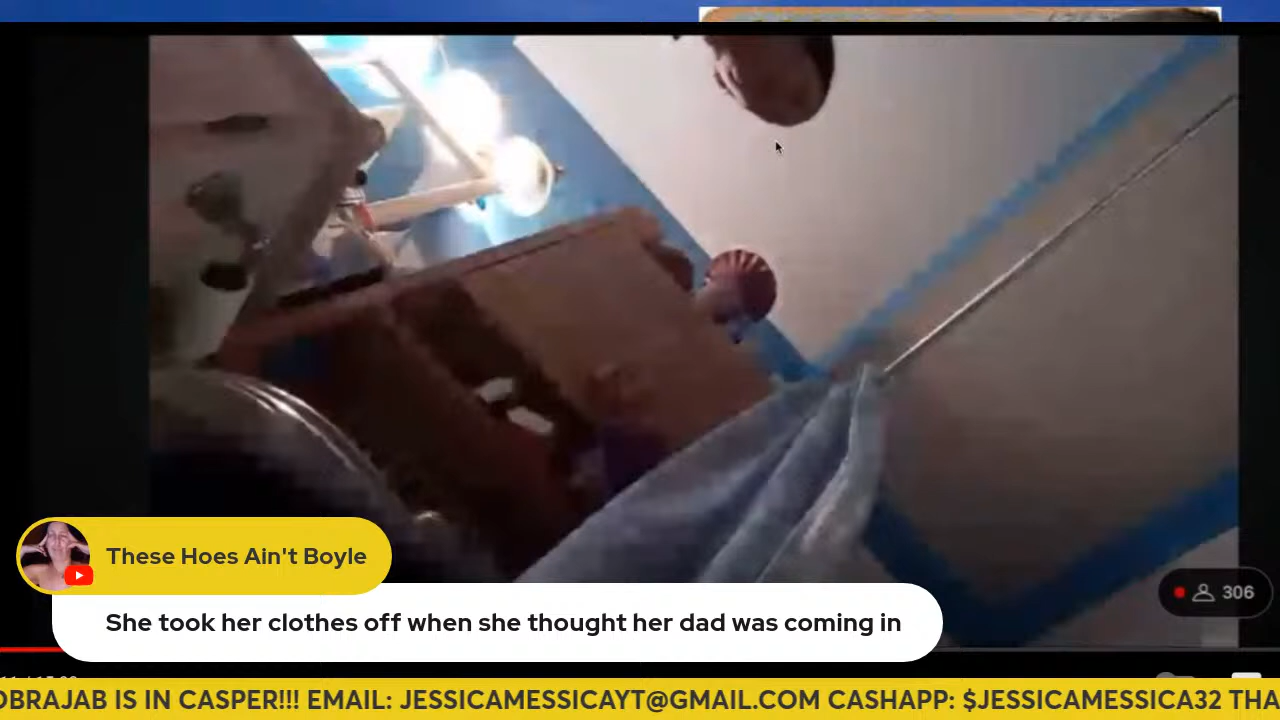 306
These Hoes Ain't Boyle
She took her clothes off when she thought her dad was coming in
OBRAJAB IS IN CASPER!!! EMAIL: JESSICAMESSICAYT@GMAIL.COM CASHAPP: $JESSICAMESSICA32 THA